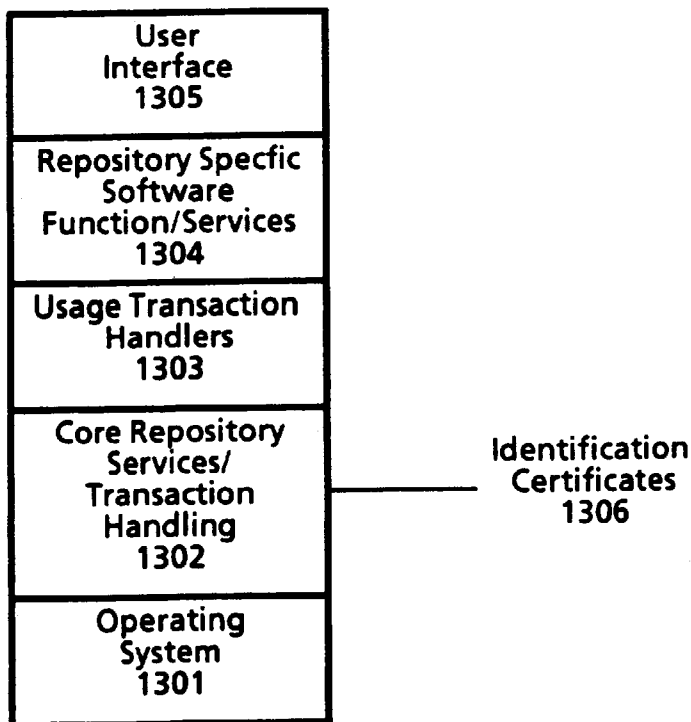 User
Interface
1305
Repository Specfic
Software
Function/Services
1304
Usage Transaction
Handlers
1303
Core Repository
Services/
Transaction
Handling
1302
Identification
Certificates
1306
Operating
System
1301